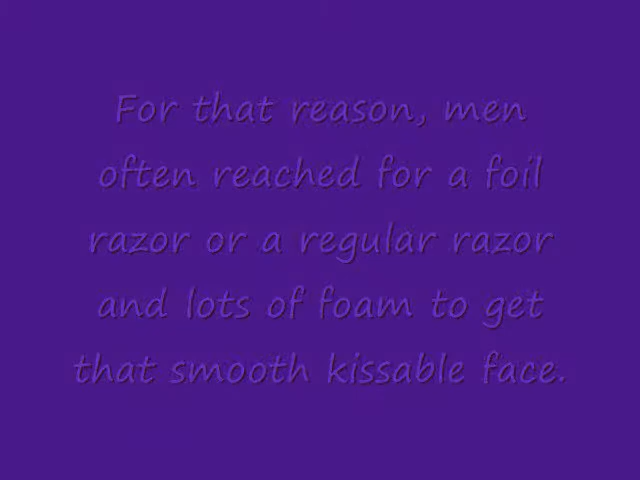 For that reason, men
often reached for a foil
razor or a regular razor
and lots of foam to get
that smooth kissable face.